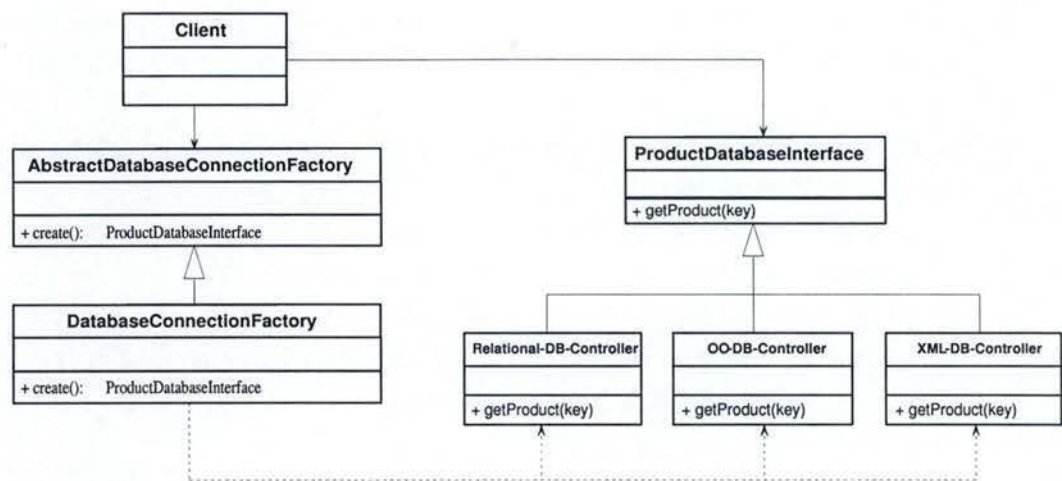 Client
AbstractDatabaseConnectionFactory
+ create(): ProductDatabaseInterface
ProductDatabaseInterface
+ getProduct(key)
DatabaseConnectionFactory
+ create(): ProductDatabaseInterface
Relational-DB-Controller
+ getProduct(key)
OO-DB-Controller
+ getProduct(key)
XML-DB-Controller
+ getProduct(key)